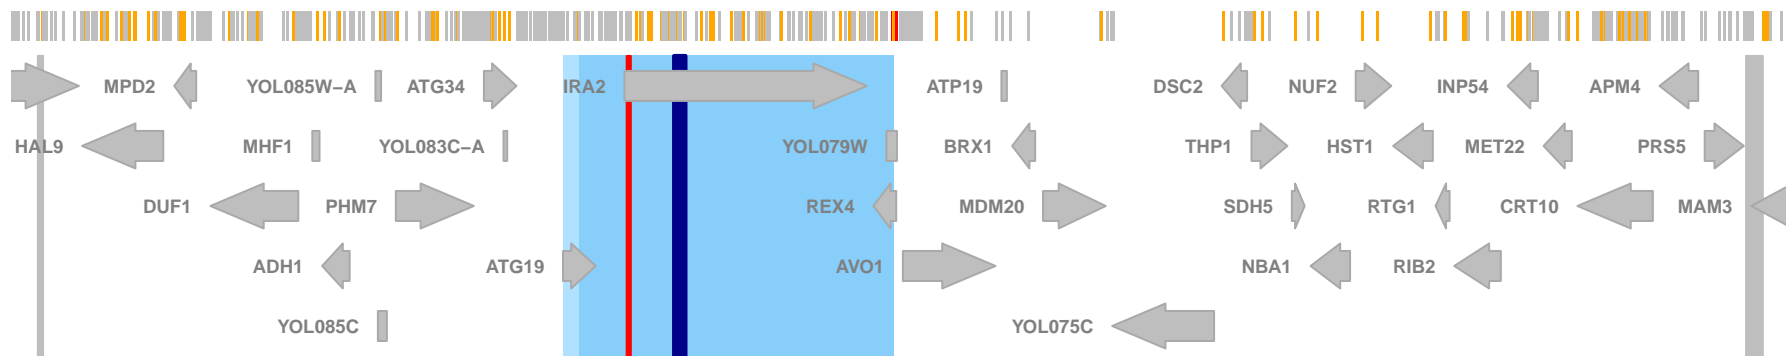 MPD2 YOL085W−A ATG34 IRA2 ATP19 DSC2 NUF2 INP54 APM4
HAL9 MHF1 YOL083C−A YOL079W BRX1 THP1 HST1 MET22 PRS5
DUF1 PHM7 REX4 MDM20 SDH5 RTG1 CRT10 MAM3
ADH1 ATG19 AVO1 NBA1 RIB2
YOL085C YOL075C